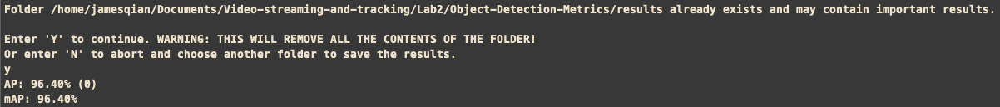 Folder /home/jamesqian/Documents/Video-streaming-and-tracking/Lab2/Object-Detection-Metrics/results already exists and may contain important results.
Enter 'Y' to continue. WARNING: THIS WILL REMOVE ALL THE CONTENTS OF THE FOLDER!
Or enter 'N' to abort and choose another folder to save the results.
y
AP: 96.40% (0)
mAP: 96.40%